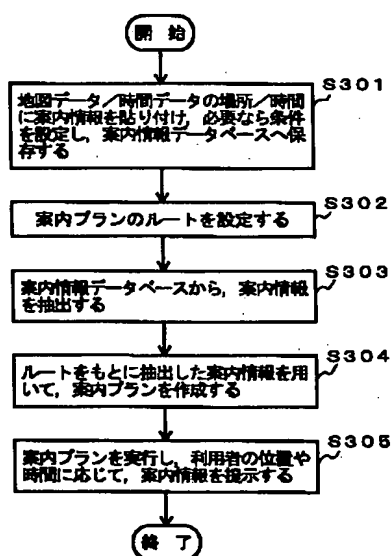 開 始
S301
地図データ／時間データの場所／時間
に案内情報を貼り付け，必要なら条件
を設定し，案内情報データベースへ保
存する
S302
案内プランのルートを設定する
S303
案内情報データベースから，案内情報
を抽出する
S304
ルートをもとに抽出した案内情報を用
いて，案内プランを作成する
S305
案内プランを実行し，利用者の位置や
時間に応じて，案内情報を提示する
終 了